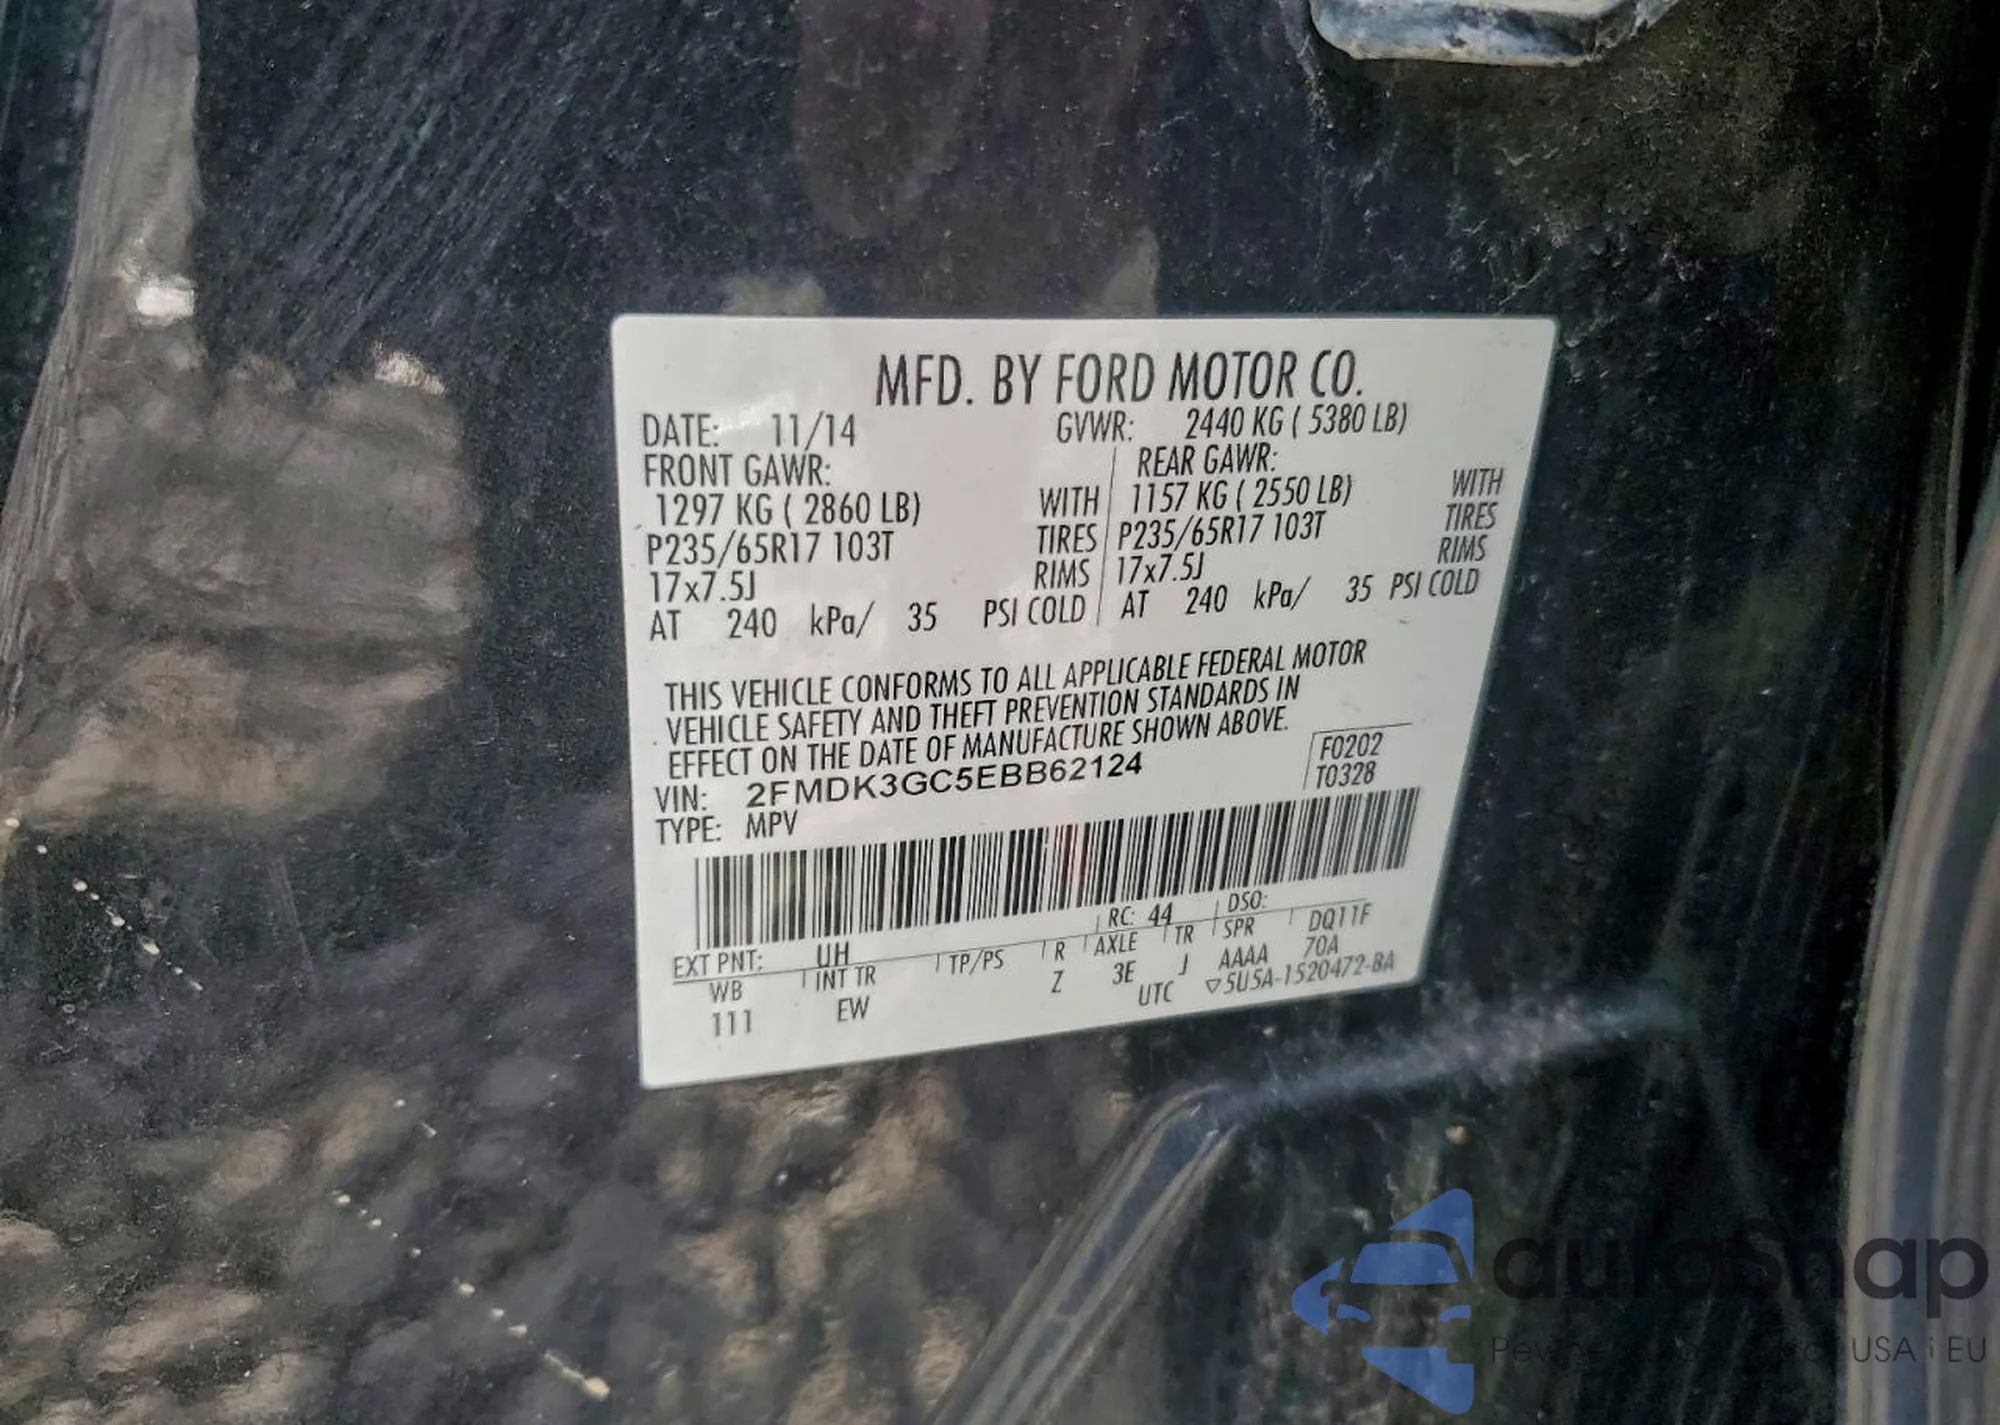 MFD. BY FORD MOTOR CO.
DATE: 11/14 GVWR: 2440 KG ( 5380 LB)
FRONT GAWR: REAR GAWR:
1297 KG ( 2860 LB) WITH 1157 KG ( 2550 LB) WITH
P235/65R17 103T TIRES P235/65R17 103T TIRES
17x7.5J RIMS 17x7.5J RIMS
AT 240 kPa/ 35 PSI COLD AT 240 kPa/ 35 PSI COLD
THIS VEHICLE CONFORMS TO ALL APPLICABLE FEDERAL MOTOR
VEHICLE SAFETY AND THEFT PREVENTION STANDARDS IN
EFFECT ON THE DATE OF MANUFACTURE SHOWN ABOVE.
VIN: 2FMDK3GC5EBB62124 F0202
TYPE: MPV T0328
EXT PNT: UH RC: 44 DSO:
WB INT TR TP/PS R AXLE TR SPR DQ11F
111 EW Z 3E J AAAA 70A
UTC ▽5U5A-1520472-BA
autoSnap
USA i EU